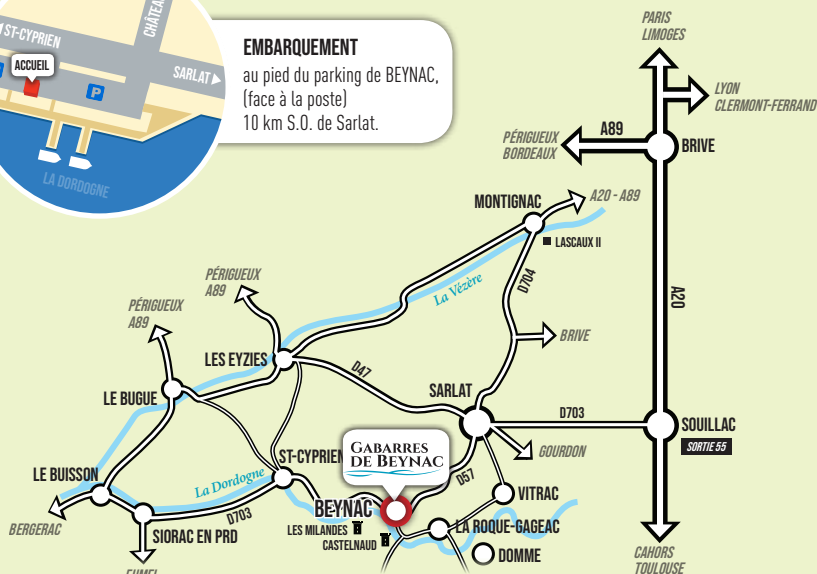 ST-CYPRIEN
CHÂTEA
ACCUEIL
P
SARLAT
LA DORDOGNE
EMBARQUEMENT
au pied du parking de BEYNAC,
(face à la poste)
10 km S.O. de Sarlat.
PARIS
LIMOGES
LYON
CLERMONT-FERRAND
PÉRIGUEUX
BORDEAUX
A89
BRIVE
MONTIGNAC
A20 - A89
LASCAUX II
La Vézère
D704
A20
PÉRIGUEUX
A89
PÉRIGUEUX
A89
BRIVE
LES EYZIES
D47
LE BUGUE
SARLAT
D703
SOUILLAC
SORTIE 55
GOURDON
ST-CYPRIEN
GABARRES
DE BEYNAC
D57
LE BUISSON
La Dordogne
VITRAC
BEYNAC
D703
BERGERAC
SIORAC EN PRD
LES MILANDES
CASTELNAUD
LA ROQUE-GAGEAC
DOMME
CAHORS
TOULOUSE
FUMEL